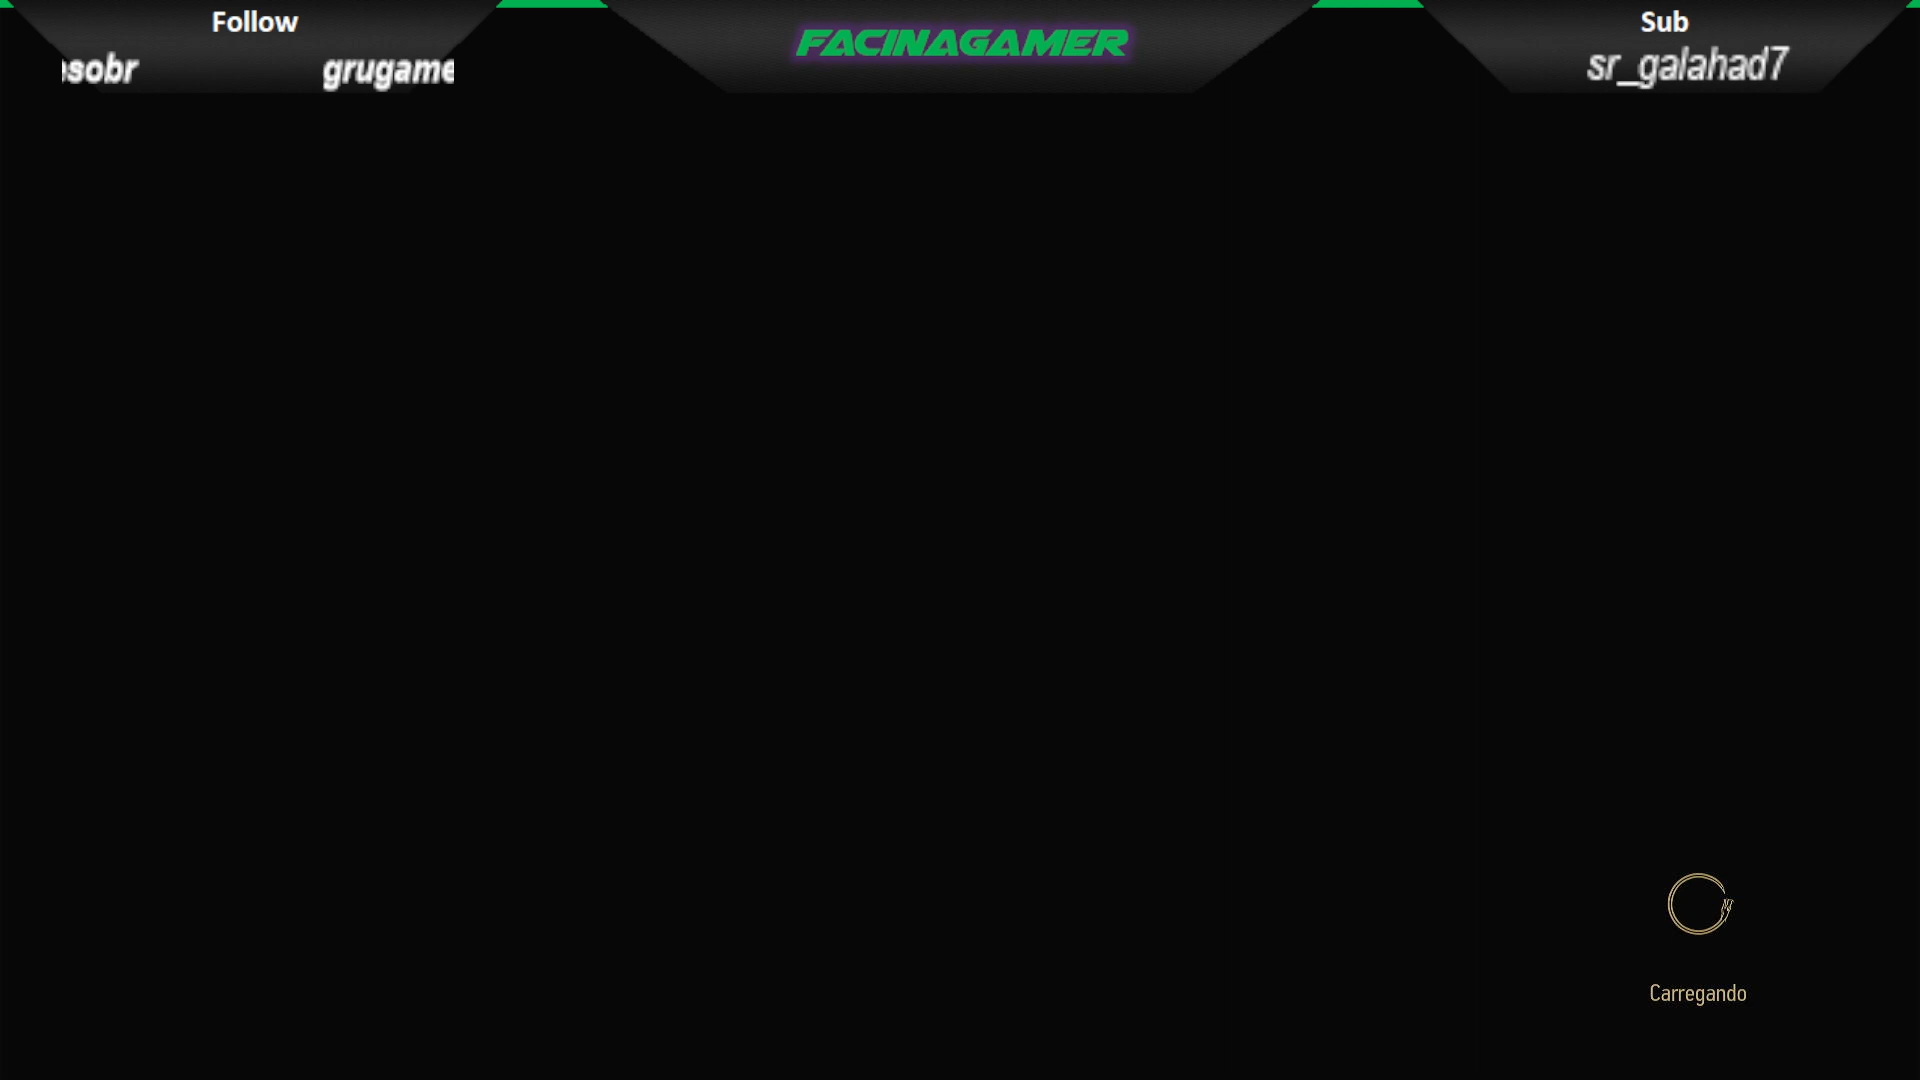 Follow
FACINAGAMER
Sub
sobr grugame
sr_galahad7
Carregando